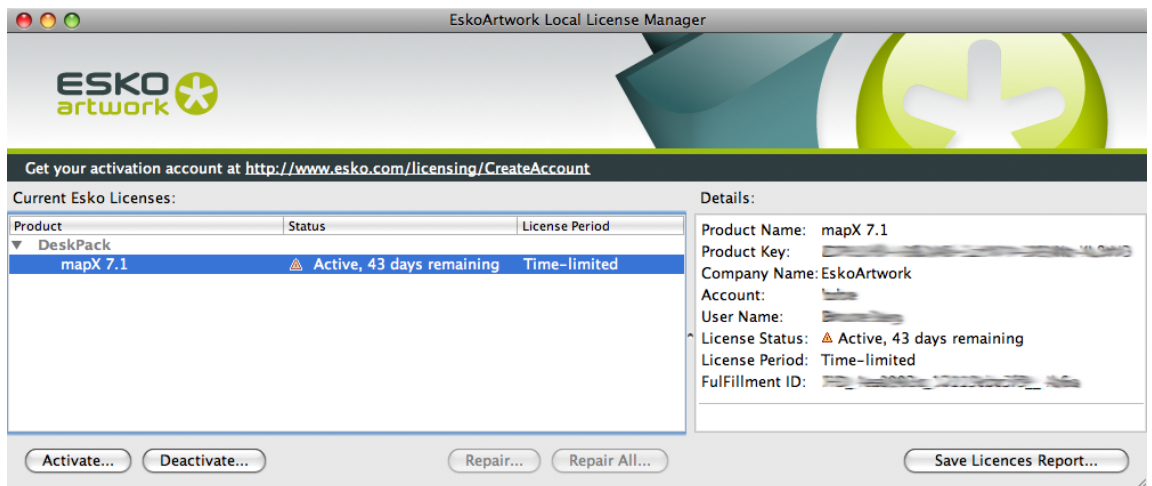 EskoArtwork Local License Manager
ESKO
artwork
Get your activation account at http://www.esko.com/licensing/CreateAccount
Current Esko Licenses:
Product Status License Period
DeskPack
mapX 7.1 Active, 43 days remaining Time-limited
Details:
Product Name: mapX 7.1
Product Key:
Company Name: EskoArtwork
Account:
User Name:
License Status: Active, 43 days remaining
License Period: Time-limited
FulFillment ID:
Activate... Deactivate... Repair... Repair All... Save Licences Report...